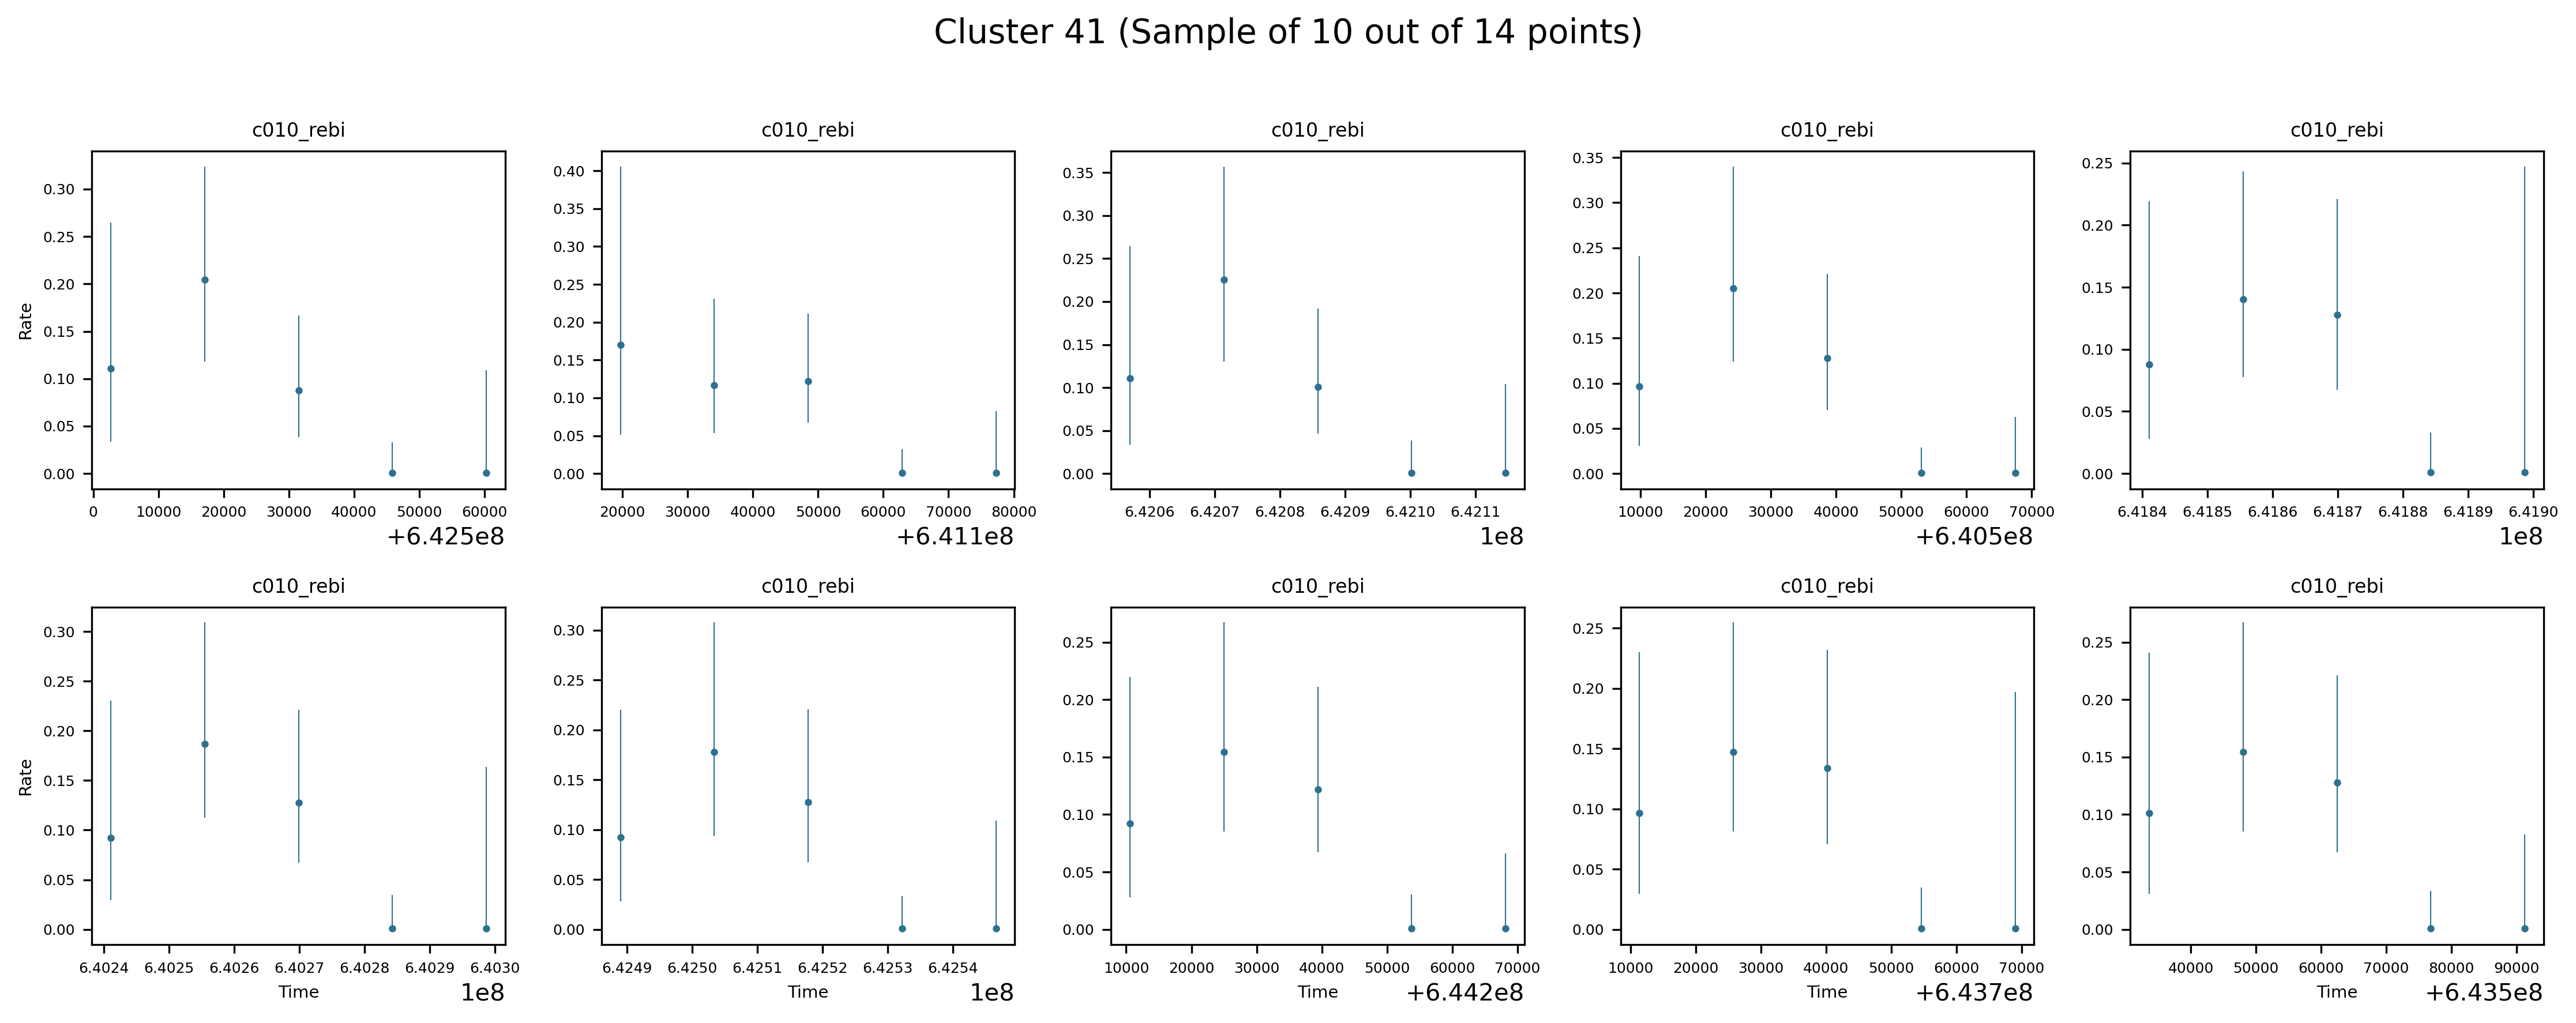 Cluster 41 (Sample of 10 out of 14 points)
c010_rebi c010_rebi c010_rebi c010_rebi c010_rebi
Rate
0.30 0.25 0.20 0.15 0.10 0.05 0.00
0 10000 20000 30000 40000 50000 60000
+6.425e8
0.40 0.35 0.30 0.25 0.20 0.15 0.10 0.05 0.00
20000 30000 40000 50000 60000 70000 80000
+6.411e8
0.35 0.30 0.25 0.20 0.15 0.10 0.05 0.00
6.4206 6.4207 6.4208 6.4209 6.4210 6.4211
1e8
0.35 0.30 0.25 0.20 0.15 0.10 0.05 0.00
10000 20000 30000 40000 50000 60000 70000
+6.405e8
0.25 0.20 0.15 0.10 0.05 0.00
6.4184 6.4185 6.4186 6.4187 6.4188 6.4189 6.4190
1e8
c010_rebi c010_rebi c010_rebi c010_rebi c010_rebi
Rate
0.30 0.25 0.20 0.15 0.10 0.05 0.00
6.4024 6.4025 6.4026 6.4027 6.4028 6.4029 6.4030
Time 1e8
0.30 0.25 0.20 0.15 0.10 0.05 0.00
6.4249 6.4250 6.4251 6.4252 6.4253 6.4254
Time 1e8
0.25 0.20 0.15 0.10 0.05 0.00
10000 20000 30000 40000 50000 60000 70000
Time +6.442e8
0.25 0.20 0.15 0.10 0.05 0.00
10000 20000 30000 40000 50000 60000 70000
Time +6.437e8
0.25 0.20 0.15 0.10 0.05 0.00
40000 50000 60000 70000 80000 90000
Time +6.435e8